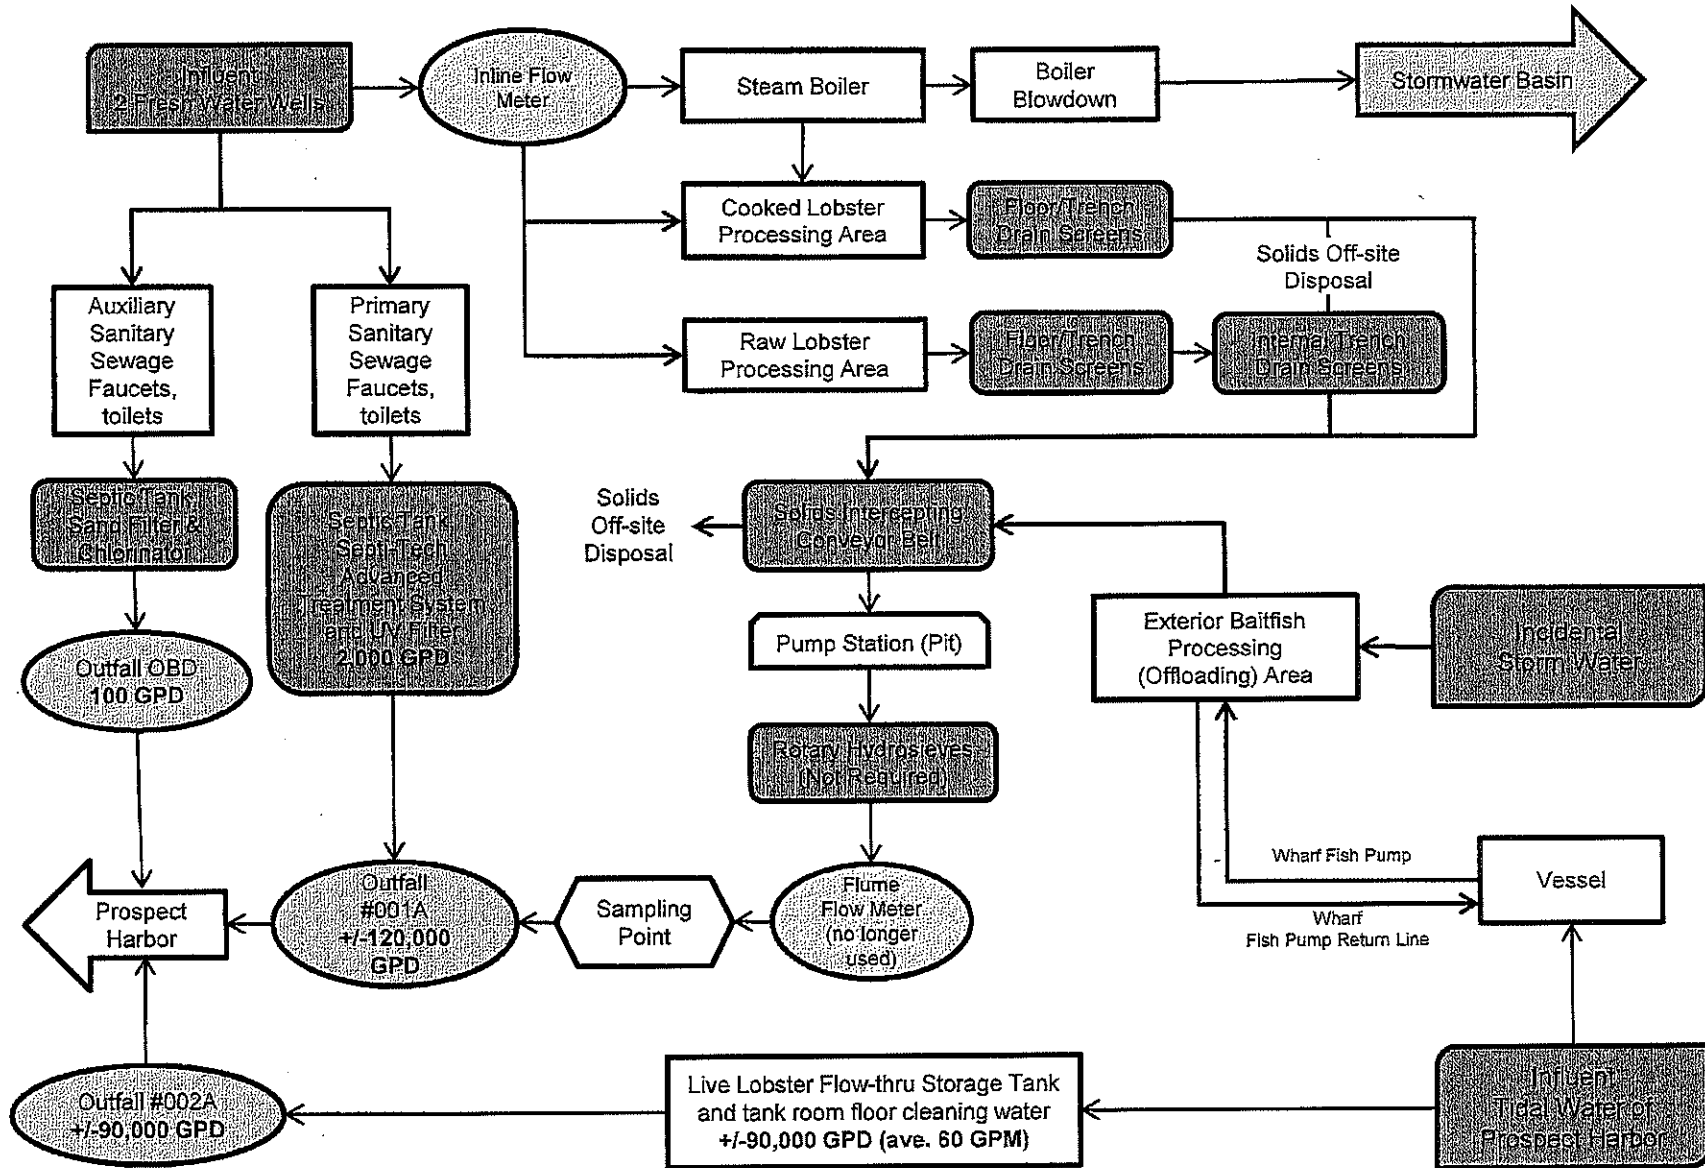 Influent
2 Fresh Water Wells
Inline Flow
Meter
Steam Boiler
Boiler
Blowdown
Stormwater Basin
Cooked Lobster
Processing Area
Floor/Trench
Drain Screens
Solids Off-site
Disposal
Auxiliary
Sanitary
Sewage
Faucets,
toilets
Primary
Sanitary
Sewage
Faucets,
toilets
Raw Lobster
Processing Area
Floor/Trench
Drain Screens
Internal Trench
Drain Screens
Septic Tank
Sand Filter &
Chlorinator
Septic Tank
Septi-Tech
Advanced
Treatment System
and UV Filter
2,000 GPD
Solids
Off-site
Disposal
Solids Intercepting
Conveyor Belt
Pump Station (Pit)
Exterior Baitfish
Processing
(Offloading) Area
Incidental
Storm Water
Outfall OBD
100 GPD
Rotary Hydrosieves
(Not Required)
Wharf Fish Pump
Vessel
Wharf
Fish Pump Return Line
Prospect
Harbor
Outfall
#001A
+/-120,000
GPD
Sampling
Point
Flume
Flow Meter
(no longer
used)
Outfall #002A
+/-90,000 GPD
Live Lobster Flow-thru Storage Tank
and tank room floor cleaning water
+/-90,000 GPD (ave. 60 GPM)
Influent
Tidal Water of
Prospect Harbor